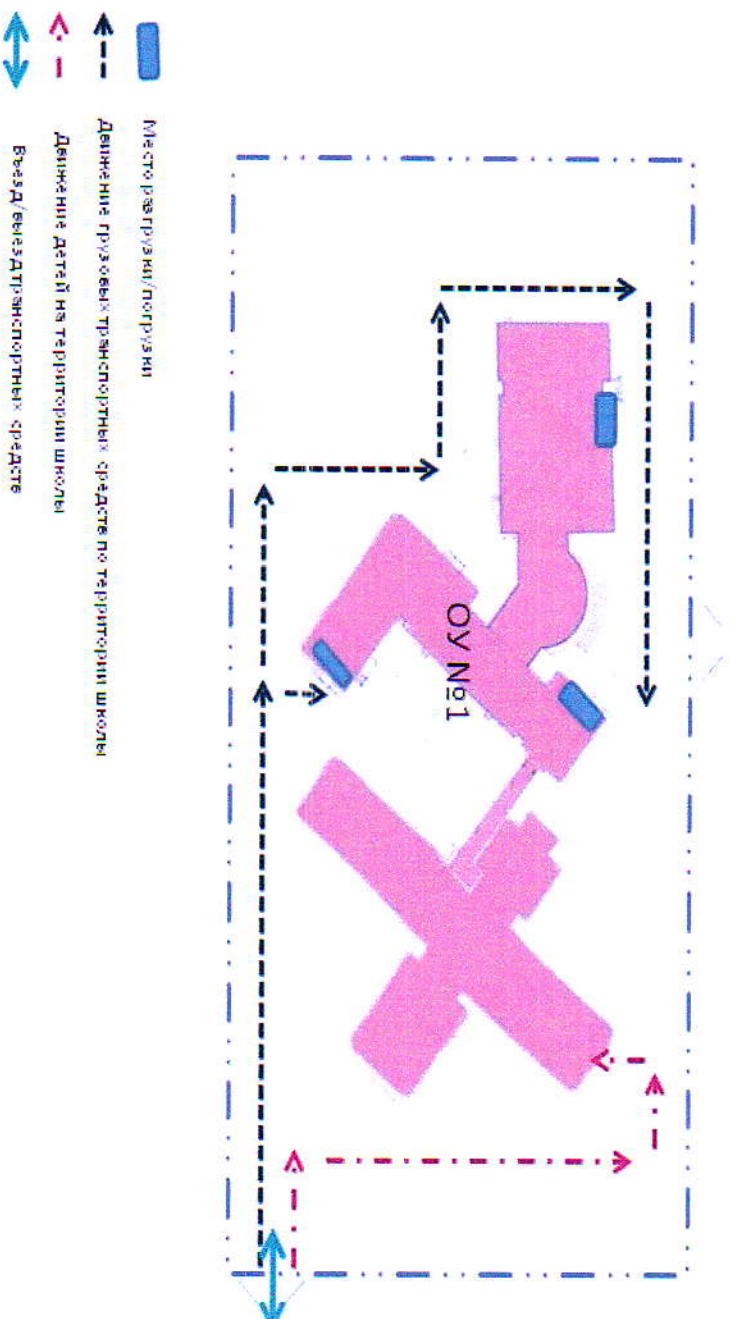 ОУ №1
Место разгрузки/погрузки
Движение грузовых транспортных средств по территории школы
Движение детей на территории школы
Въезд/выезд транспортных средств